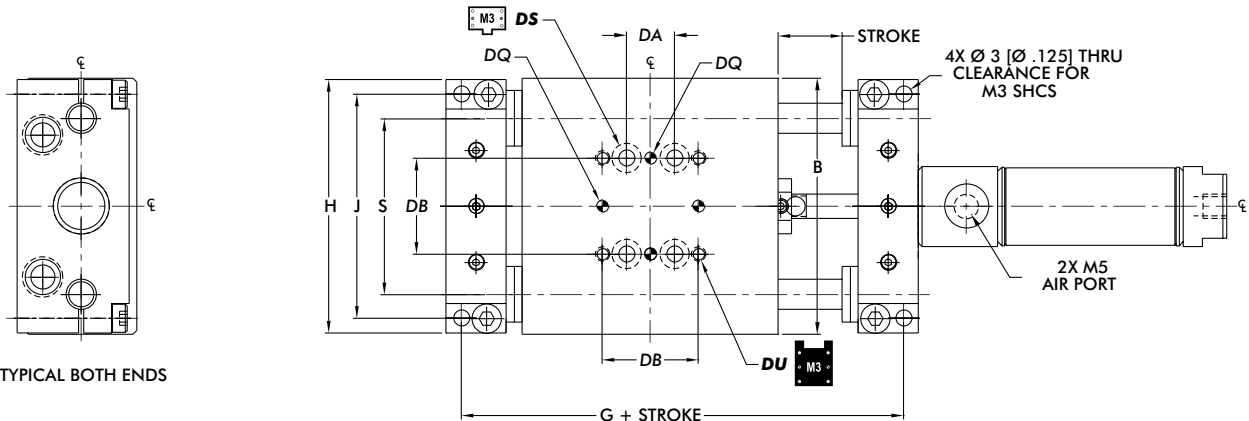 M3 DS
DA
STROKE
DQ
℄
DQ
4X Ø 3 [Ø .125] THRU
CLEARANCE FOR
M3 SHCS
℄
H
J
S
DB
B
℄
℄
2X M5
AIR PORT
DB
DU M3
TYPICAL BOTH ENDS
G + STROKE